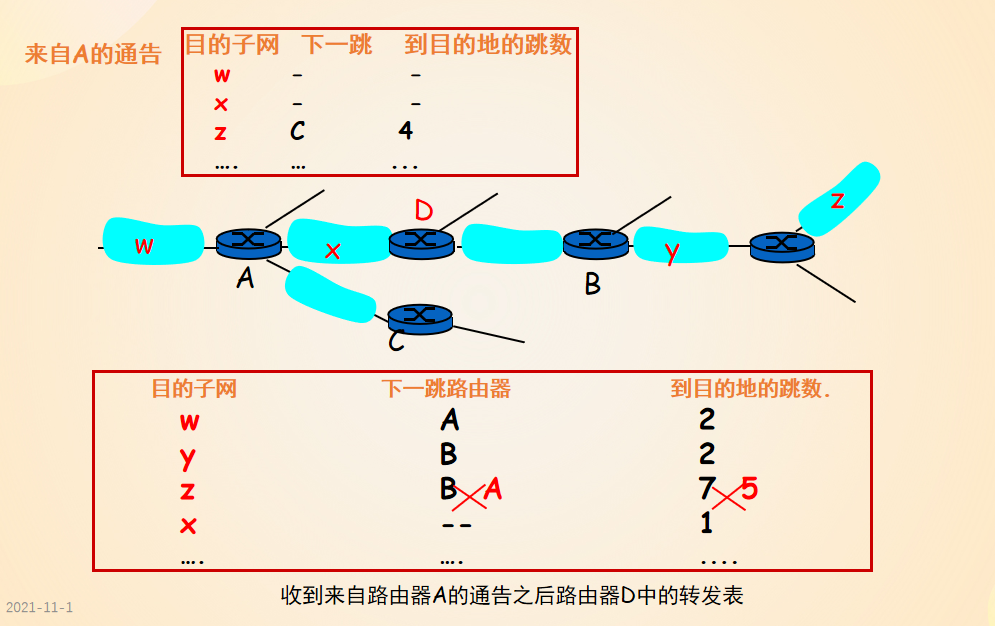 来自A的通告
目的子网 下一跳 到目的地的跳数
w - -
x - -
z C 4
.... ... ...
w
A
x
D
B
y
z
C
目的子网 下一跳路由器 到目的地的跳数.
w A 2
y B 2
z B A 7 5
x -- 1
.... .... ....
收到来自路由器A的通告之后路由器D中的转发表
2021-11-1